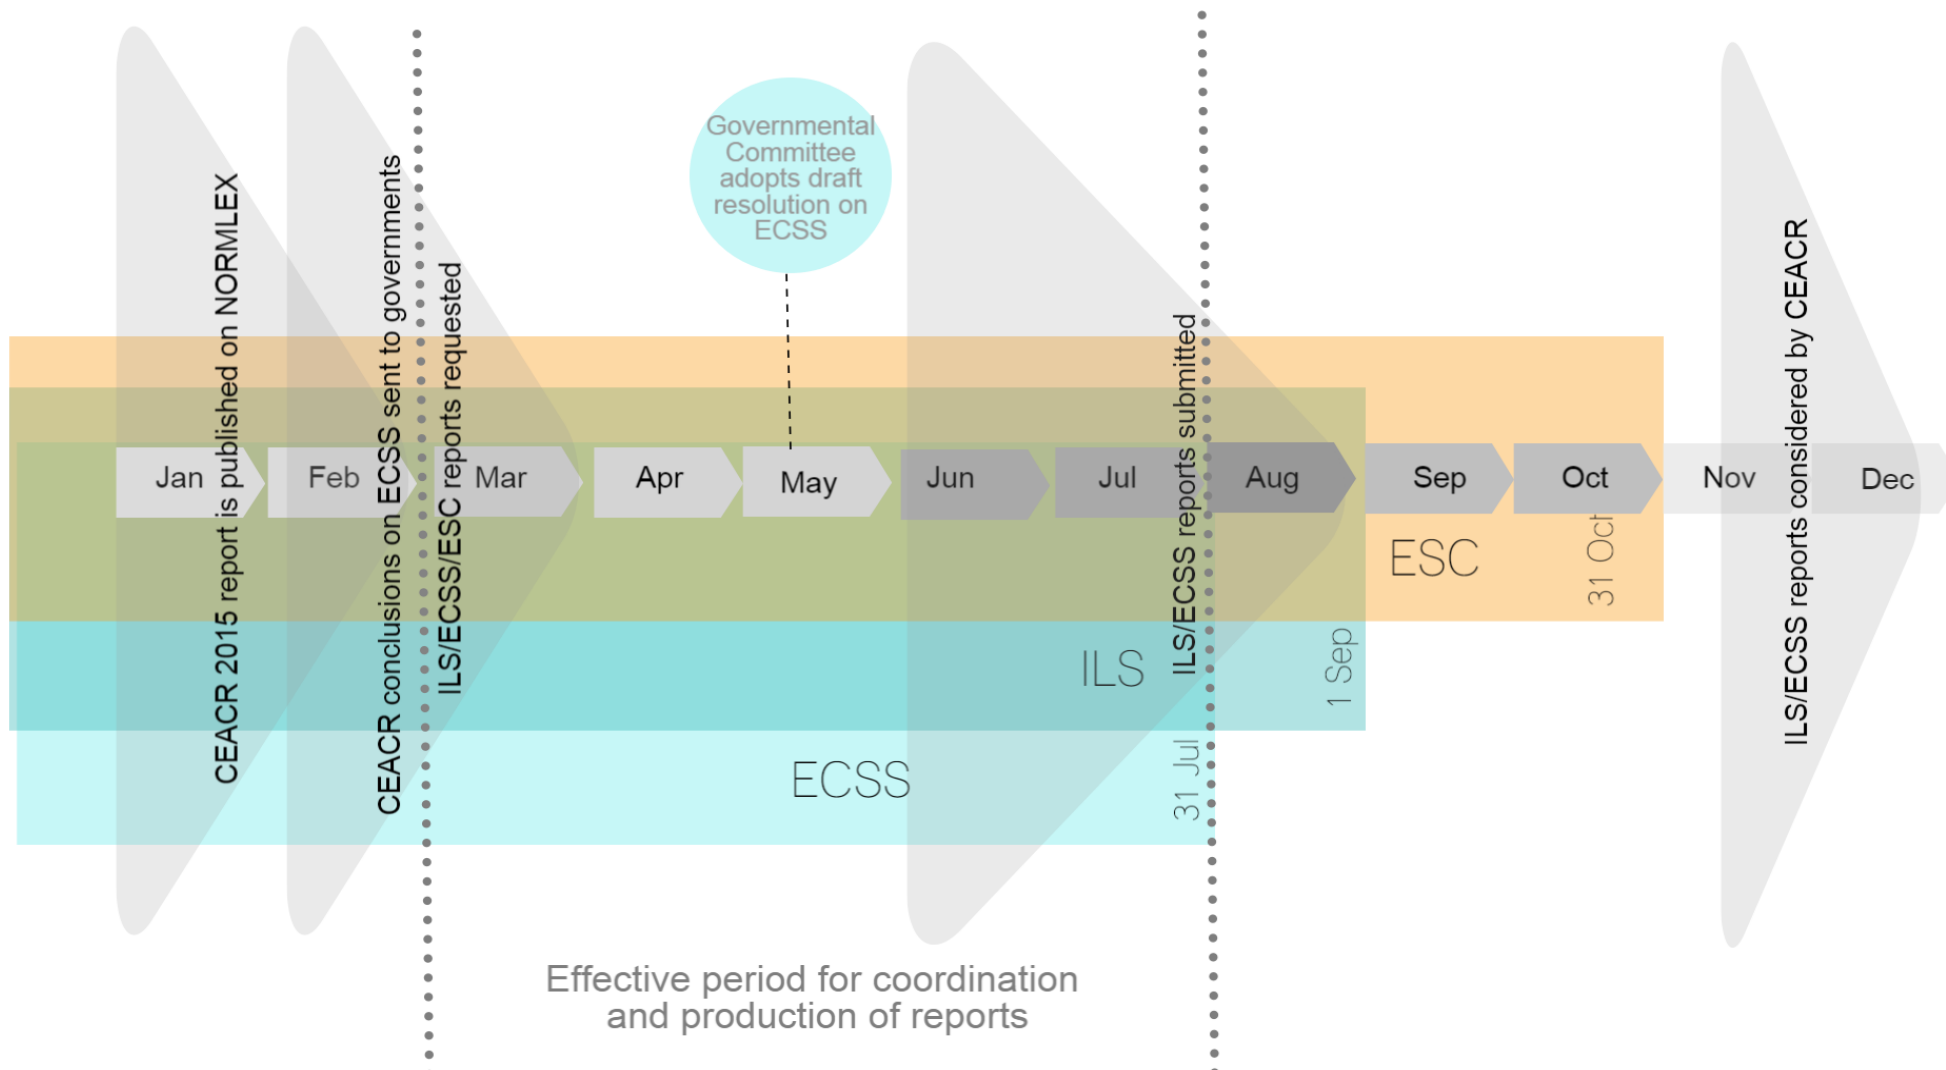 Governmental
Committee
adopts draft
resolution on
ECSS
CEACR 2015 report is published on NORMLEX
CEACR conclusions on ECSS sent to governments
ILS/ECSS/ESC reports requested
ILS/ECSS reports submitted
ILS/ECSS reports considered by CEACR
Jan
Feb
Mar
Apr
May
Jun
Jul
Aug
Sep
Oct
Nov
Dec
ESC
31 Oct
ILS
1 Sep
ECSS
31 Jul
Effective period for coordination
and production of reports